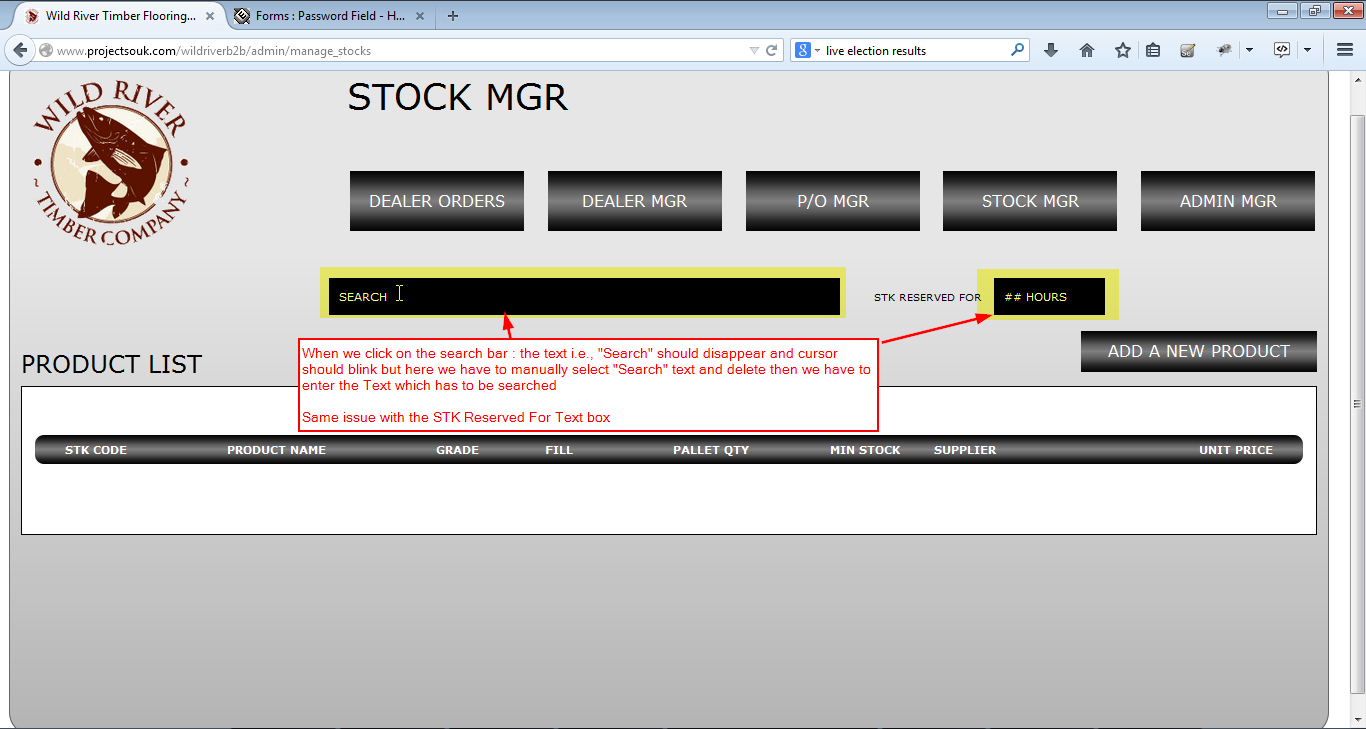 Wild River Timber Flooring...
Forms : Password Field - H...
www.projectsouk.com/wildriverb2b/admin/manage_stocks
live election results
WILD RIVER
TIMBER COMPANY
STOCK MGR
DEALER ORDERS
DEALER MGR
P/O MGR
STOCK MGR
ADMIN MGR
SEARCH
STK RESERVED FOR
## HOURS
When we click on the search bar : the text i.e., "Search" should disappear and cursor
should blink but here we have to manually select "Search" text and delete then we have to
enter the Text which has to be searched
Same issue with the STK Reserved For Text box
ADD A NEW PRODUCT
PRODUCT LIST
STK CODE
PRODUCT NAME
GRADE
FILL
PALLET QTY
MIN STOCK
SUPPLIER
UNIT PRICE